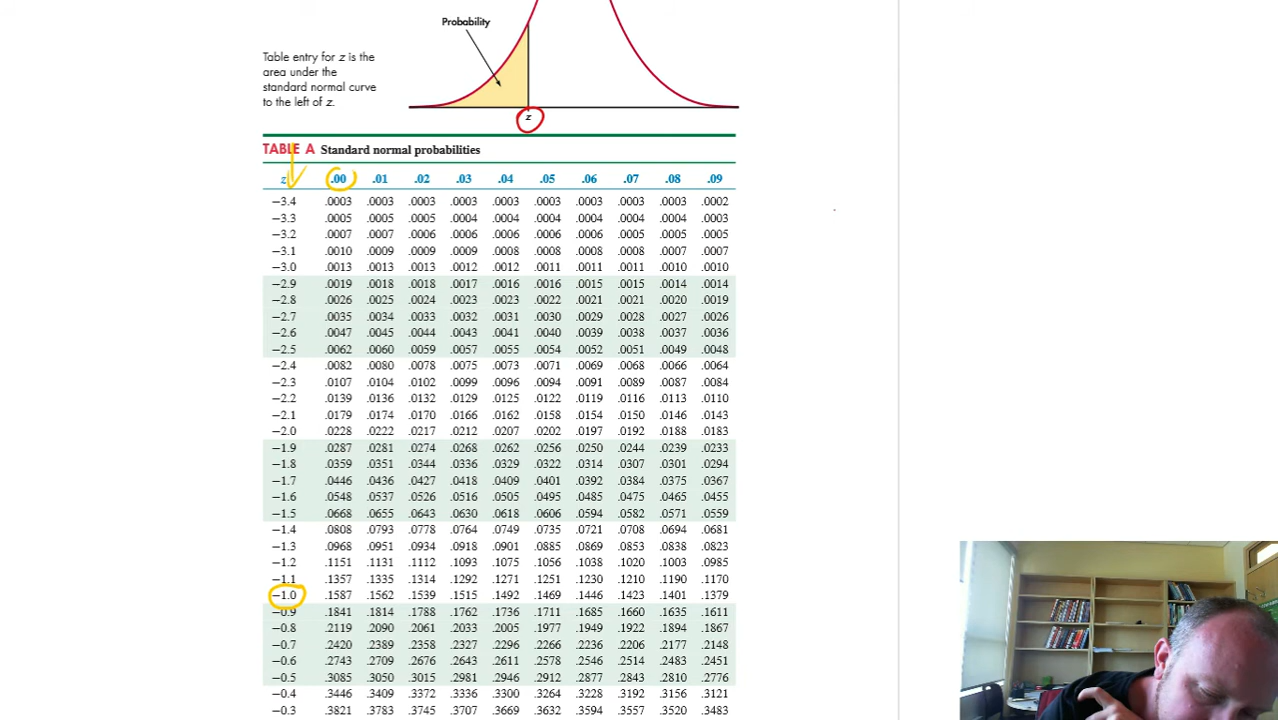 Probability
Table entry for z is the
area under the
standard normal curve
to the left of z.
z
TABLE A Standard normal probabilities
z .00 .01 .02 .03 .04 .05 .06 .07 .08 .09
−3.4 .0003 .0003 .0003 .0003 .0003 .0003 .0003 .0003 .0003 .0002
−3.3 .0005 .0005 .0005 .0004 .0004 .0004 .0004 .0004 .0004 .0003
−3.2 .0007 .0007 .0006 .0006 .0006 .0006 .0006 .0005 .0005 .0005
−3.1 .0010 .0009 .0009 .0009 .0008 .0008 .0008 .0008 .0007 .0007
−3.0 .0013 .0013 .0013 .0012 .0012 .0011 .0011 .0011 .0010 .0010
−2.9 .0019 .0018 .0018 .0017 .0016 .0016 .0015 .0015 .0014 .0014
−2.8 .0026 .0025 .0024 .0023 .0023 .0022 .0021 .0021 .0020 .0019
−2.7 .0035 .0034 .0033 .0032 .0031 .0030 .0029 .0028 .0027 .0026
−2.6 .0047 .0045 .0044 .0043 .0041 .0040 .0039 .0038 .0037 .0036
−2.5 .0062 .0060 .0059 .0057 .0055 .0054 .0052 .0051 .0049 .0048
−2.4 .0082 .0080 .0078 .0075 .0073 .0071 .0069 .0068 .0066 .0064
−2.3 .0107 .0104 .0102 .0099 .0096 .0094 .0091 .0089 .0087 .0084
−2.2 .0139 .0136 .0132 .0129 .0125 .0122 .0119 .0116 .0113 .0110
−2.1 .0179 .0174 .0170 .0166 .0162 .0158 .0154 .0150 .0146 .0143
−2.0 .0228 .0222 .0217 .0212 .0207 .0202 .0197 .0192 .0188 .0183
−1.9 .0287 .0281 .0274 .0268 .0262 .0256 .0250 .0244 .0239 .0233
−1.8 .0359 .0351 .0344 .0336 .0329 .0322 .0314 .0307 .0301 .0294
−1.7 .0446 .0436 .0427 .0418 .0409 .0401 .0392 .0384 .0375 .0367
−1.6 .0548 .0537 .0526 .0516 .0505 .0495 .0485 .0475 .0465 .0455
−1.5 .0668 .0655 .0643 .0630 .0618 .0606 .0594 .0582 .0571 .0559
−1.4 .0808 .0793 .0778 .0764 .0749 .0735 .0721 .0708 .0694 .0681
−1.3 .0968 .0951 .0934 .0918 .0901 .0885 .0869 .0853 .0838 .0823
−1.2 .1151 .1131 .1112 .1093 .1075 .1056 .1038 .1020 .1003 .0985
−1.1 .1357 .1335 .1314 .1292 .1271 .1251 .1230 .1210 .1190 .1170
−1.0 .1587 .1562 .1539 .1515 .1492 .1469 .1446 .1423 .1401 .1379
−0.9 .1841 .1814 .1788 .1762 .1736 .1711 .1685 .1660 .1635 .1611
−0.8 .2119 .2090 .2061 .2033 .2005 .1977 .1949 .1922 .1894 .1867
−0.7 .2420 .2389 .2358 .2327 .2296 .2266 .2236 .2206 .2177 .2148
−0.6 .2743 .2709 .2676 .2643 .2611 .2578 .2546 .2514 .2483 .2451
−0.5 .3085 .3050 .3015 .2981 .2946 .2912 .2877 .2843 .2810 .2776
−0.4 .3446 .3409 .3372 .3336 .3300 .3264 .3228 .3192 .3156 .3121
−0.3 .3821 .3783 .3745 .3707 .3669 .3632 .3594 .3557 .3520 .3483